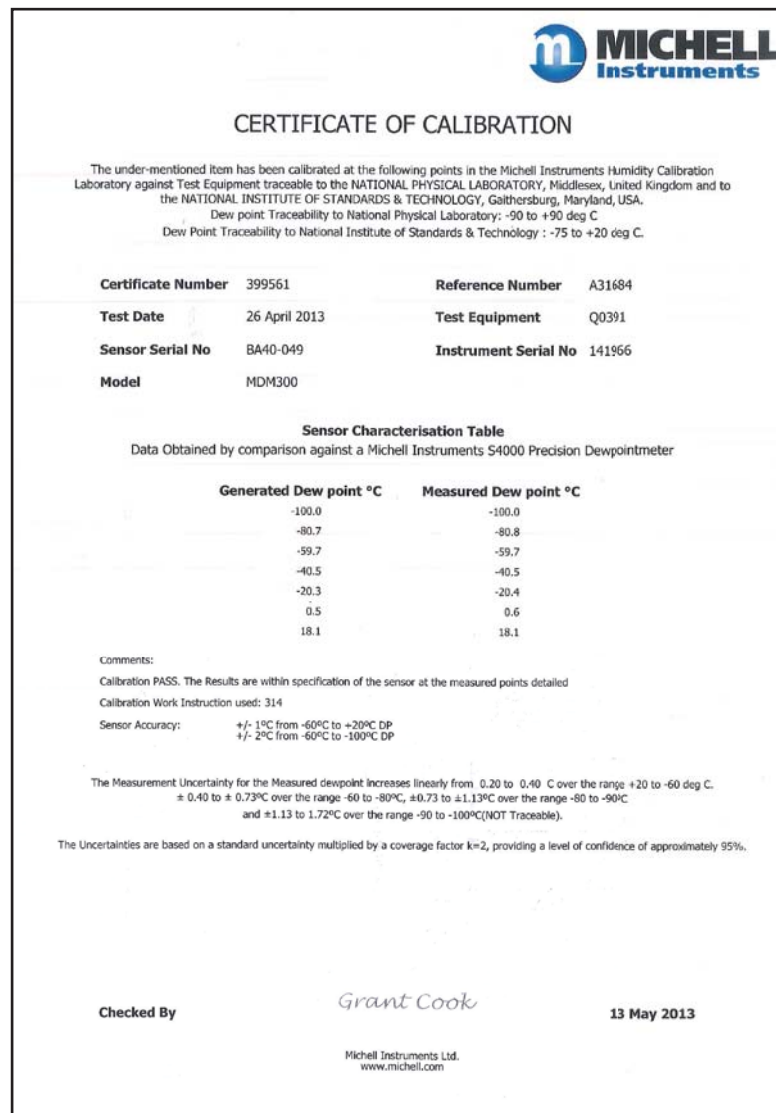 MICHELL
Instruments
CERTIFICATE OF CALIBRATION
The under-mentioned item has been calibrated at the following points in the Michell Instruments Humidity Calibration
Laboratory against Test Equipment traceable to the NATIONAL PHYSICAL LABORATORY, Middlesex, United Kingdom and to
the NATIONAL INSTITUTE OF STANDARDS & TECHNOLOGY, Gaithersburg, Maryland, USA.
Dew point Traceability to National Physical Laboratory: -90 to +90 deg C
Dew Point Traceability to National Institute of Standards & Technology : -75 to +20 deg C.
Certificate Number 399561 Reference Number A31684
Test Date 26 April 2013 Test Equipment Q0391
Sensor Serial No BA40-049 Instrument Serial No 141966
Model MDM300
Sensor Characterisation Table
Data Obtained by comparison against a Michell Instruments S4000 Precision Dewpointmeter
Generated Dew point °C Measured Dew point °C
-100.0 -100.0
-80.7 -80.8
-59.7 -59.7
-40.5 -40.5
-20.3 -20.4
0.5 0.6
18.1 18.1
Comments:
Calibration PASS. The Results are within specification of the sensor at the measured points detailed
Calibration Work Instruction used: 314
Sensor Accuracy: +/- 1ºC from -60ºC to +20ºC DP
+/- 2ºC from -60ºC to -100ºC DP
The Measurement Uncertainty for the Measured dewpoint increases linearly from 0.20 to 0.40 C over the range +20 to -60 deg C.
± 0.40 to ± 0.73ºC over the range -60 to -80ºC, ±0.73 to ±1.13ºC over the range -80 to -90ºC
and ±1.13 to 1.72ºC over the range -90 to -100ºC(NOT Traceable).
The Uncertainties are based on a standard uncertainty multiplied by a coverage factor k=2, providing a level of confidence of approximately 95%.
Checked By Grant Cook 13 May 2013
Michell Instruments Ltd.
www.michell.com